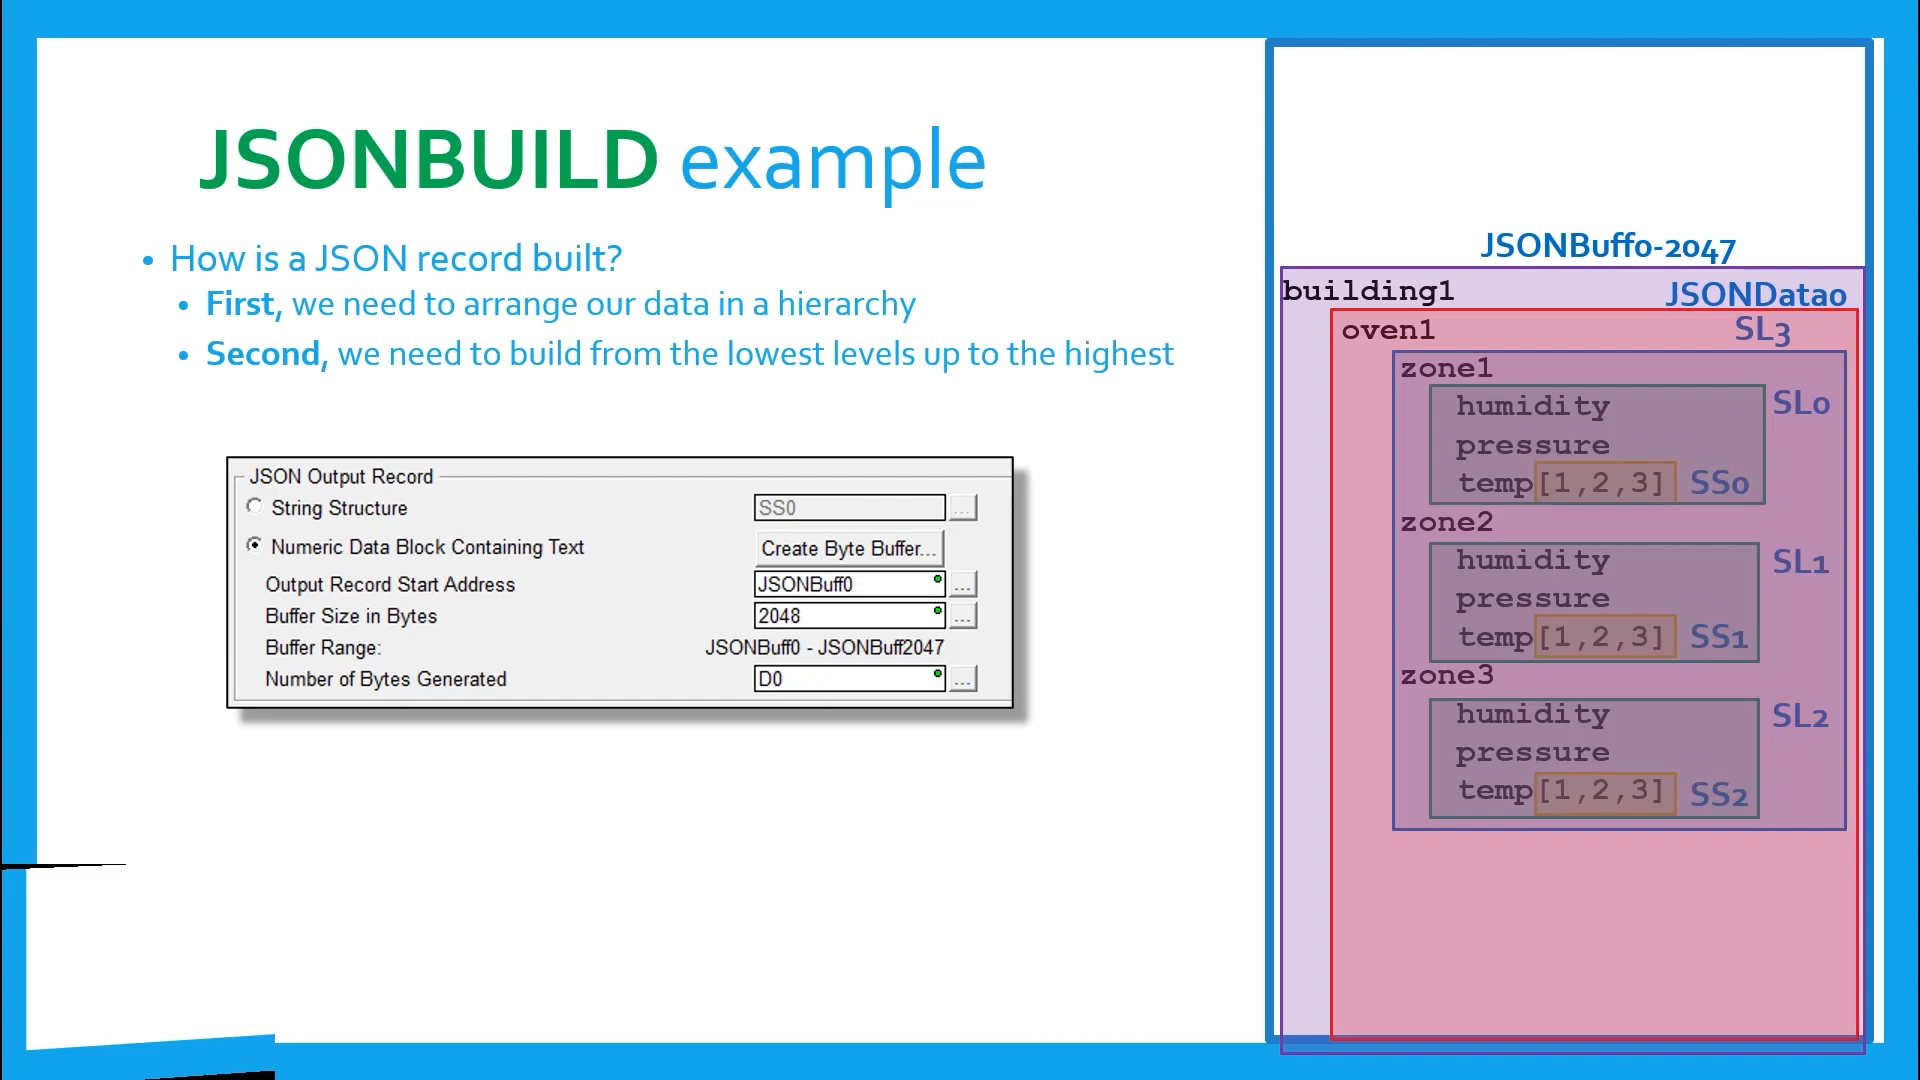 JSONBUILD example
• How is a JSON record built?
• First, we need to arrange our data in a hierarchy
• Second, we need to build from the lowest levels up to the highest
JSON Output Record
String Structure SS0 ...
Numeric Data Block Containing Text Create Byte Buffer...
Output Record Start Address JSONBuff0 ...
Buffer Size in Bytes 2048 ...
Buffer Range: JSONBuff0 - JSONBuff2047
Number of Bytes Generated D0 ...
JSONBuff0-2047
building1 JSONData0
oven1 SL3
zone1
humidity SL0
pressure
temp[1,2,3] SS0
zone2
humidity SL1
pressure
temp[1,2,3] SS1
zone3
humidity SL2
pressure
temp[1,2,3] SS2